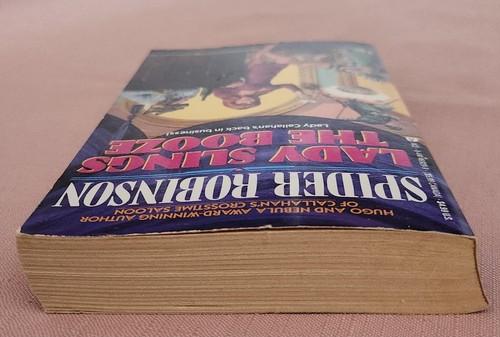 HUGO AND NEBULA AWARD-WINNING AUTHOR
OF CALLAHAN'S CROSSTIME SALOON
SPIDER ROBINSON
LADY SLINGS
THE BOOZE
Lady Callahan's back in business!